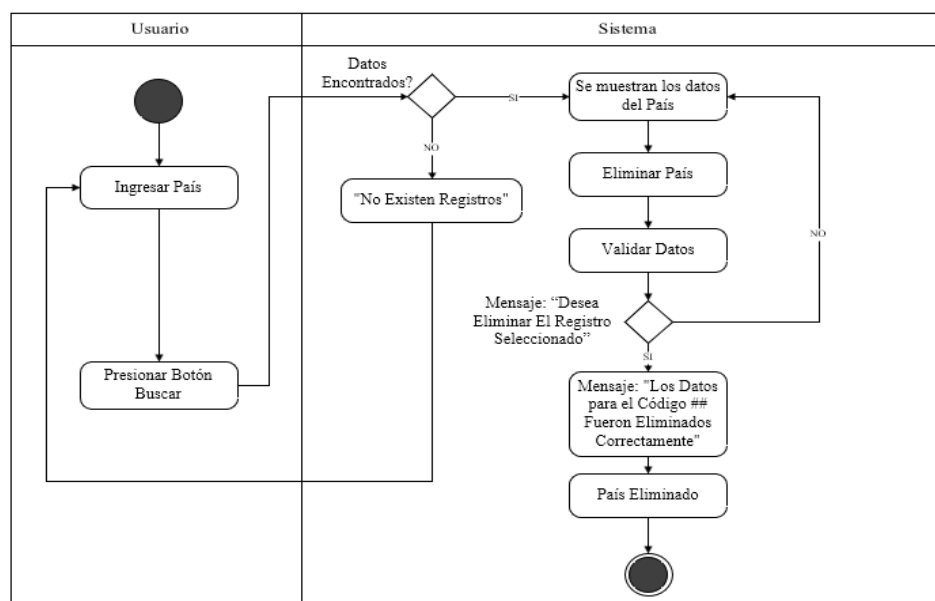 Usuario
Sistema
Datos
Encontrados?
SI
Se muestran los datos
del País
NO
Ingresar País
Eliminar País
"No Existen Registros"
Validar Datos
NO
Mensaje: “Desea
Eliminar El Registro
Seleccionado”
SI
Presionar Botón
Buscar
Mensaje: "Los Datos
para el Código ##
Fueron Eliminados
Correctamente"
País Eliminado